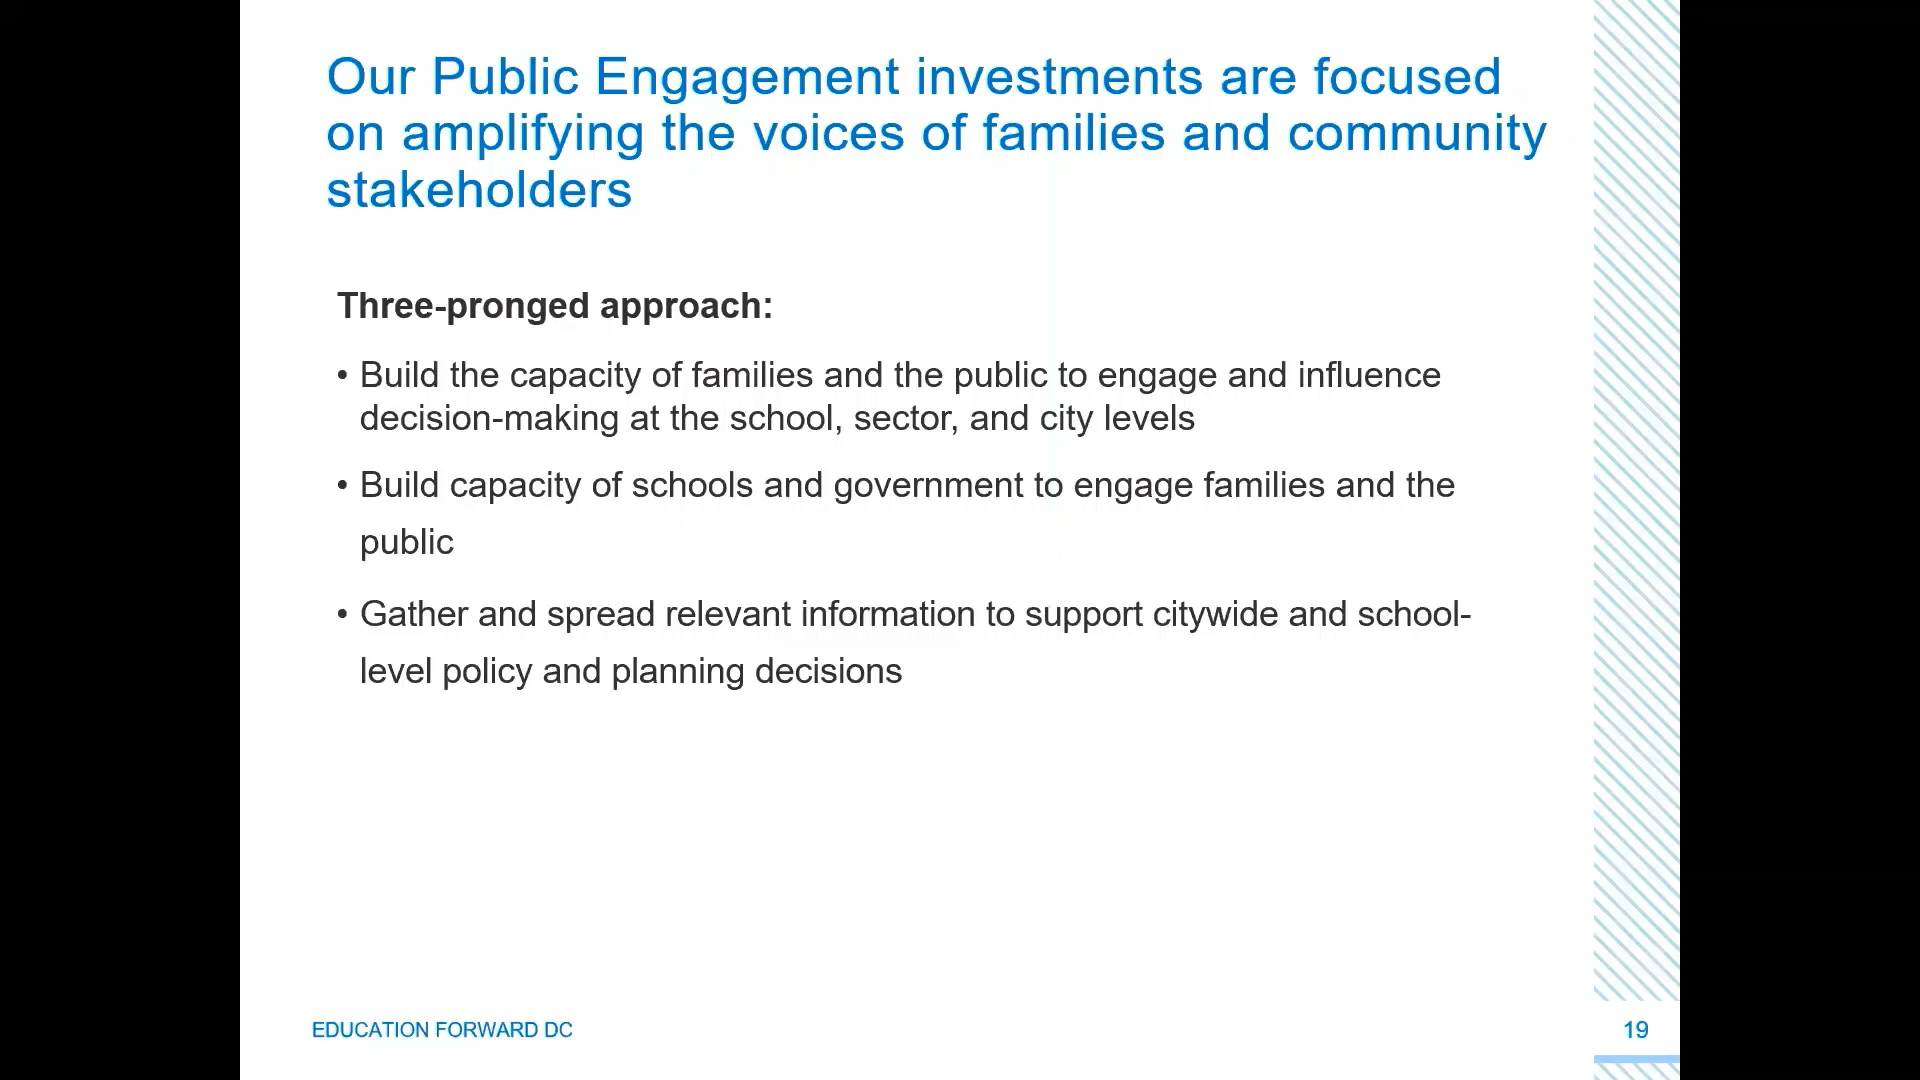 Our Public Engagement investments are focused
on amplifying the voices of families and community
stakeholders
Three-pronged approach:
• Build the capacity of families and the public to engage and influence
decision-making at the school, sector, and city levels
• Build capacity of schools and government to engage families and the
public
• Gather and spread relevant information to support citywide and school-
level policy and planning decisions
EDUCATION FORWARD DC
19